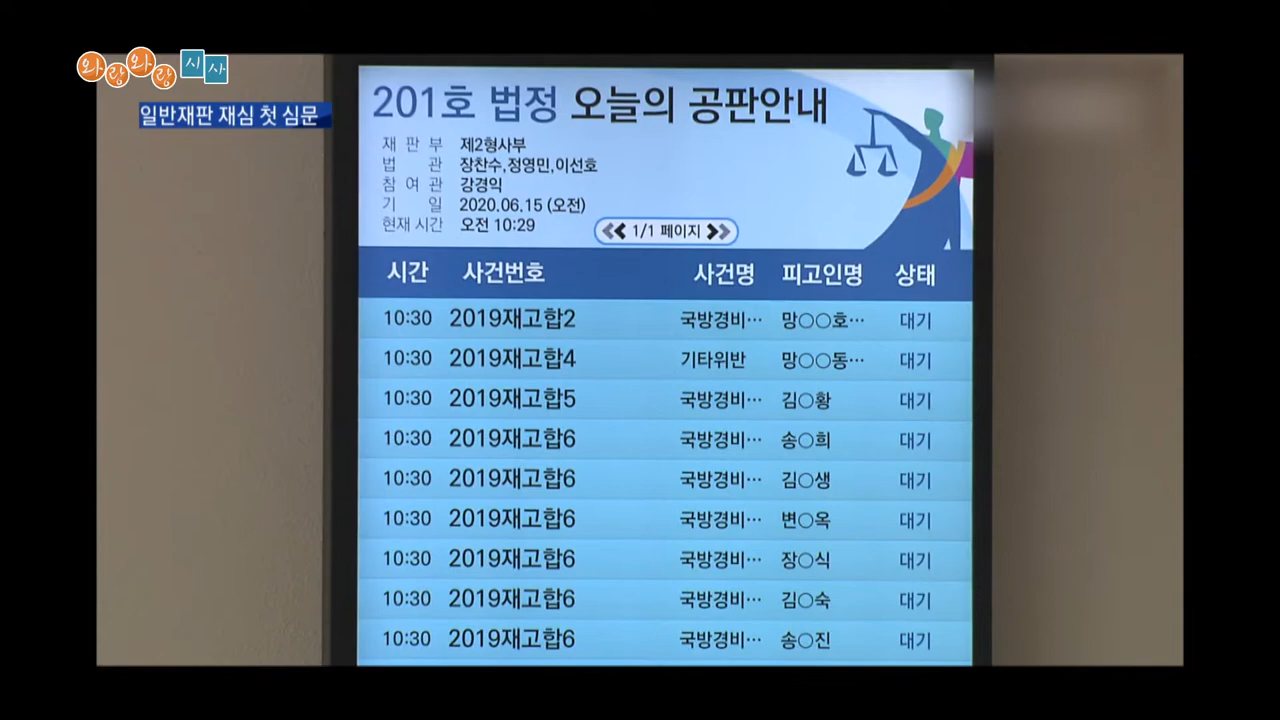 와랑와랑 시사
일반재판 재심 첫 심문
201호 법정 오늘의 공판안내
재 판 부 제2형사부
법 관 장찬수,정영민,이선호
참 여 관 강경익
기 일 2020.06.15 (오전)
현재시간 오전 10:29
1/1 페이지
시간 사건번호 사건명 피고인명 상태
10:30 2019재고합2 국방경비… 망○○호… 대기
10:30 2019재고합4 기타위반 망○○동… 대기
10:30 2019재고합5 국방경비… 김○황 대기
10:30 2019재고합6 국방경비… 송○희 대기
10:30 2019재고합6 국방경비… 김○생 대기
10:30 2019재고합6 국방경비… 변○옥 대기
10:30 2019재고합6 국방경비… 장○식 대기
10:30 2019재고합6 국방경비… 김○숙 대기
10:30 2019재고합6 국방경비… 송○진 대기